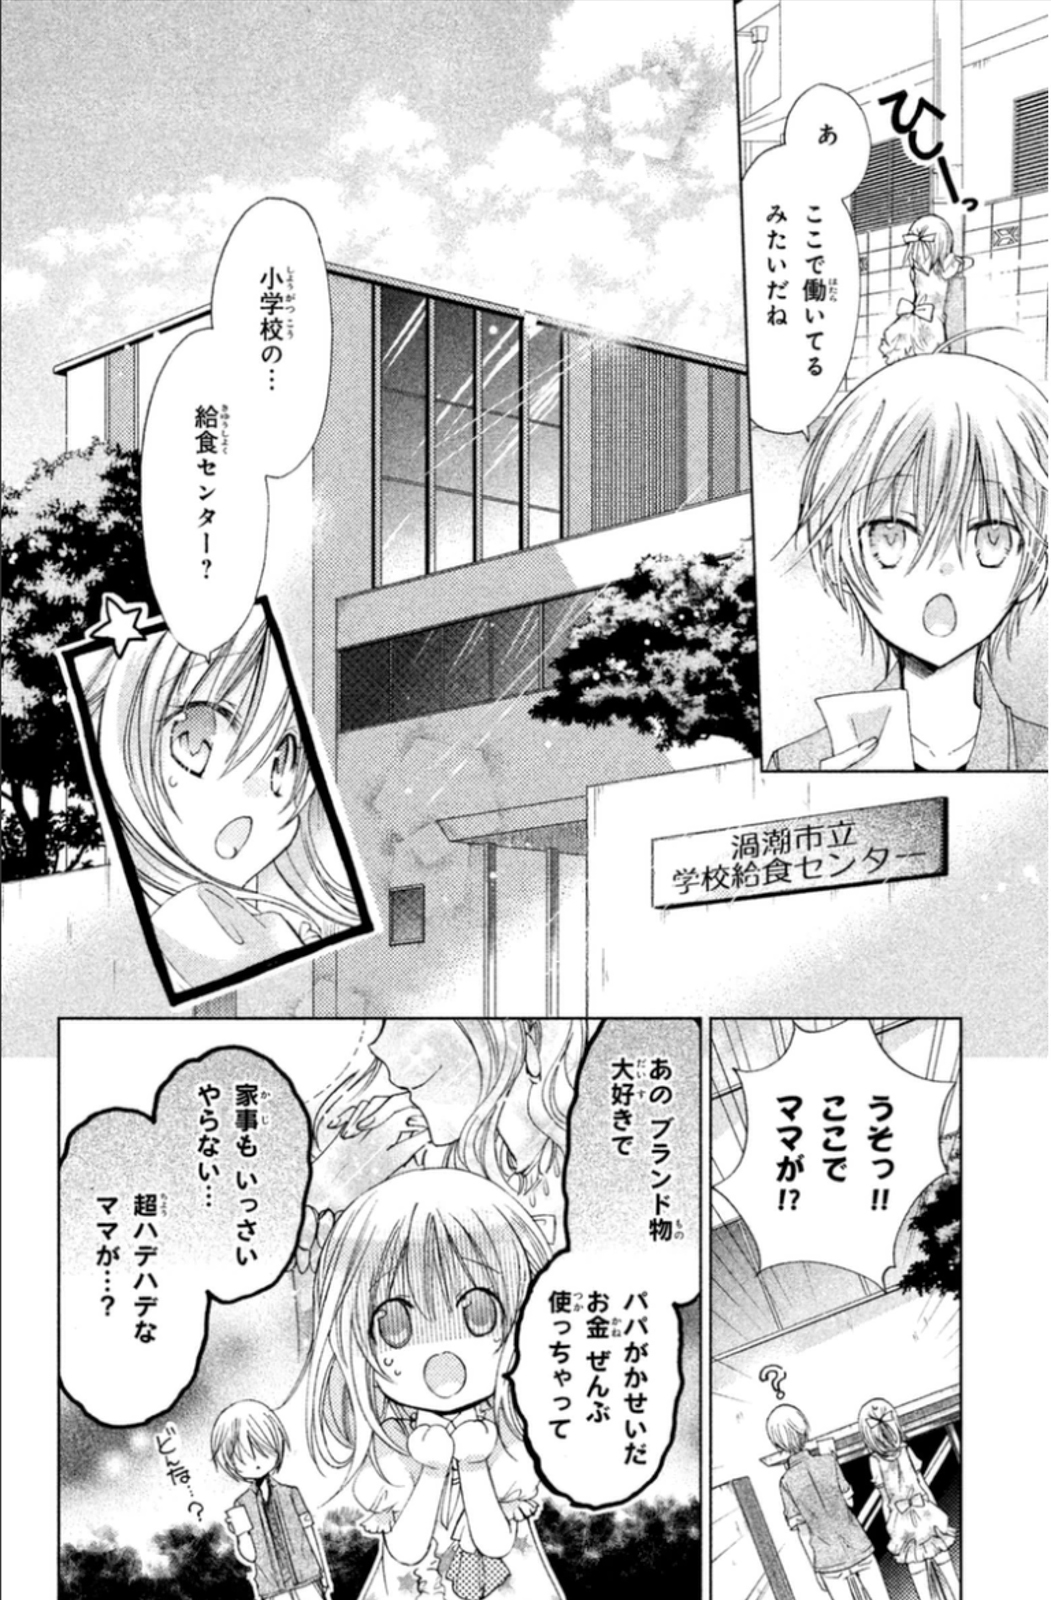 ひーっ
あ
ここで働いてる
みたいだね
小学校の…
給食センター？
渦潮市立
学校給食センター
うそっ!!
ここで
ママが!?
？
あの ブランド物
大好きで
パパがかせいだ
お金 ぜんぶ
使っちゃって
家事も いっさい
やらない…
超ハデハデな
ママが…？
どんな…？